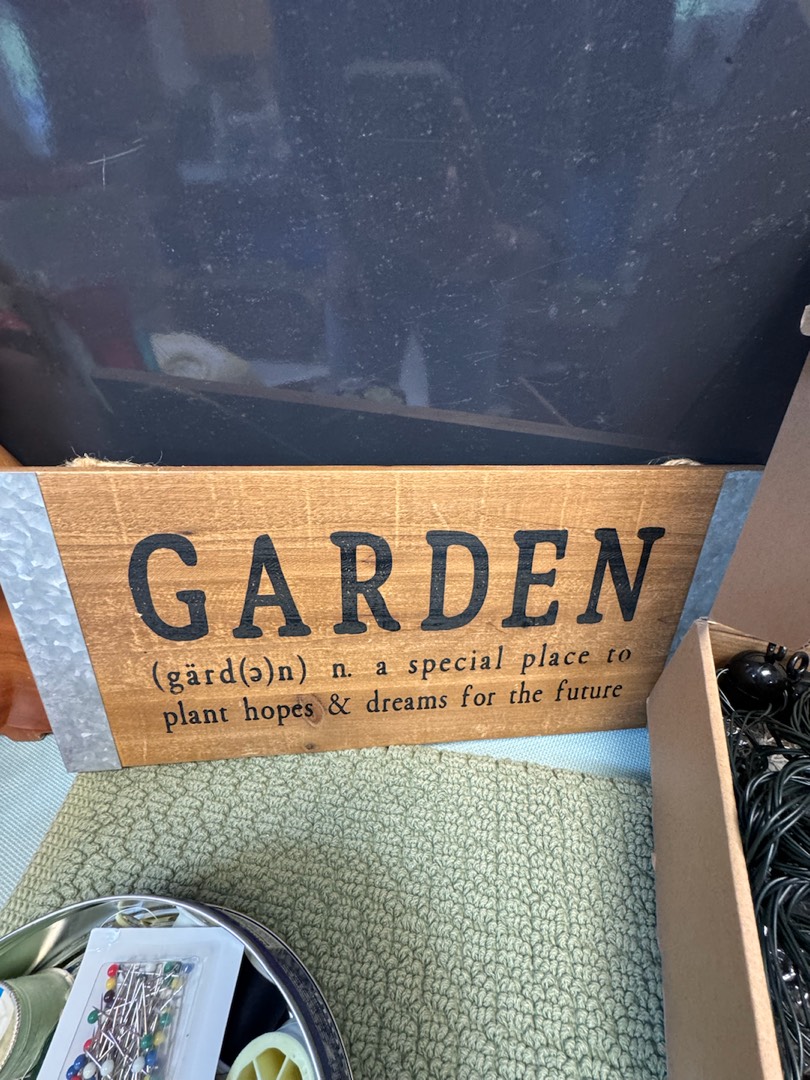 GARDEN
(gärd(ə)n) n. a special place to
plant hopes & dreams for the future